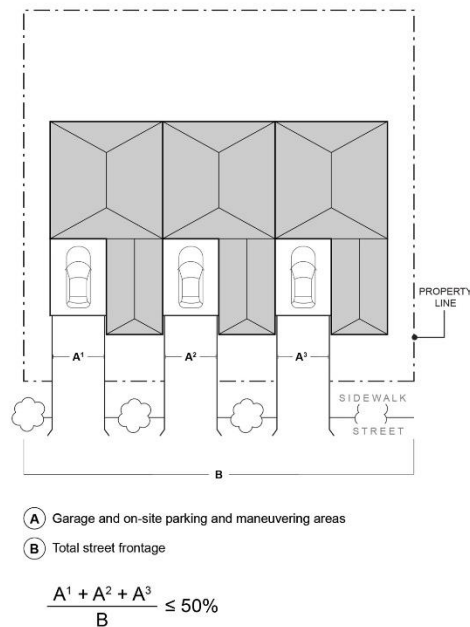 PROPERTY
LINE
A¹
A²
A³
SIDEWALK
STREET
B
A Garage and on-site parking and maneuvering areas
B Total street frontage
A¹ + A² + A³
B
≤ 50%